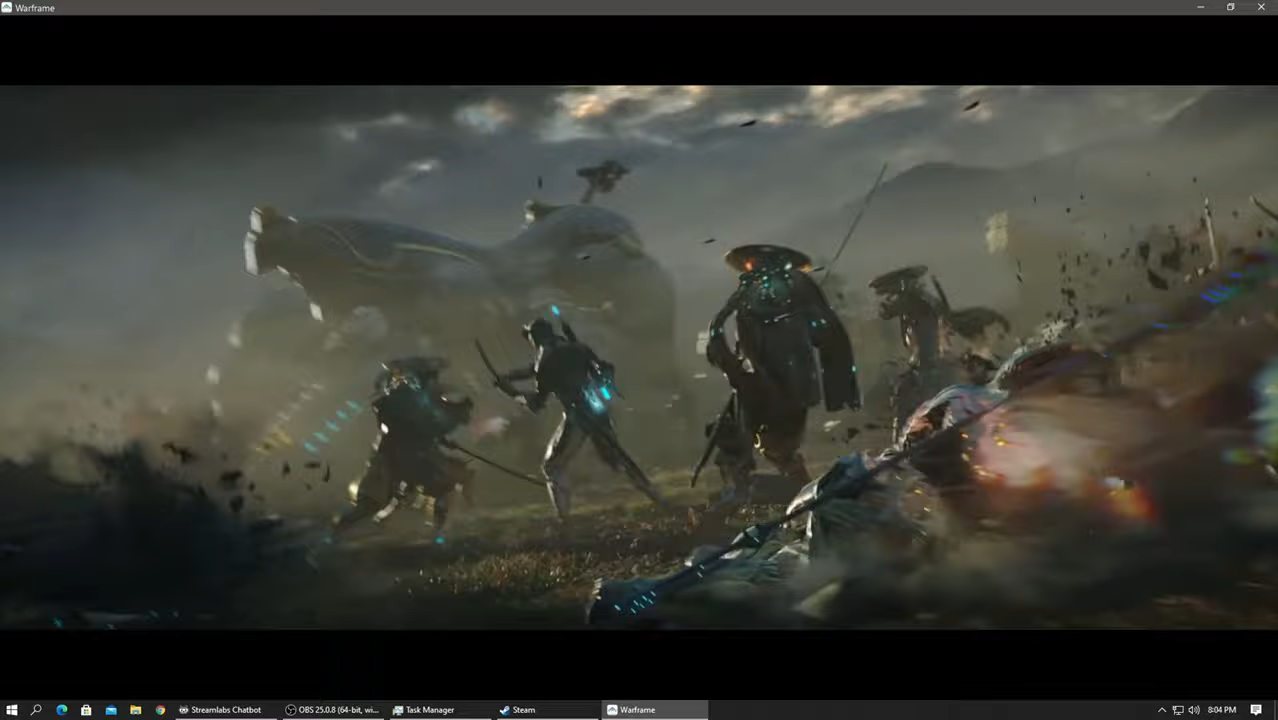 Warframe
Streamlabs Chatbot
OBS 25.0.8 (64-bit, wi...
Task Manager
Steam
Warframe
8:04 PM